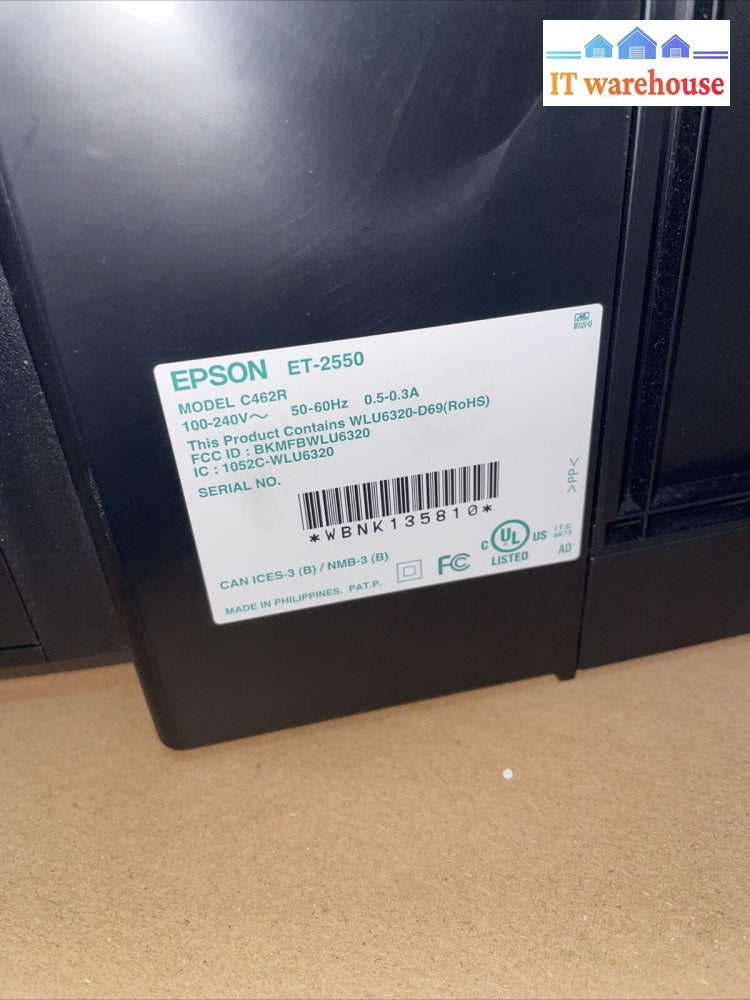 IT warehouse
M1UV-U
EPSON ET-2550
MODEL C462R
100-240V～ 50-60Hz 0.5-0.3A
This Product Contains WLU6320-D69(RoHS)
FCC ID : BKMFBWLU6320
IC : 1052C-WLU6320
SERIAL NO.
*WBNK135810*
>PP<
CAN ICES-3 (B) / NMB-3 (B)
FC
C UL US
LISTED
I.T.E.
6K73
AD
MADE IN PHILIPPINES. PAT.P.